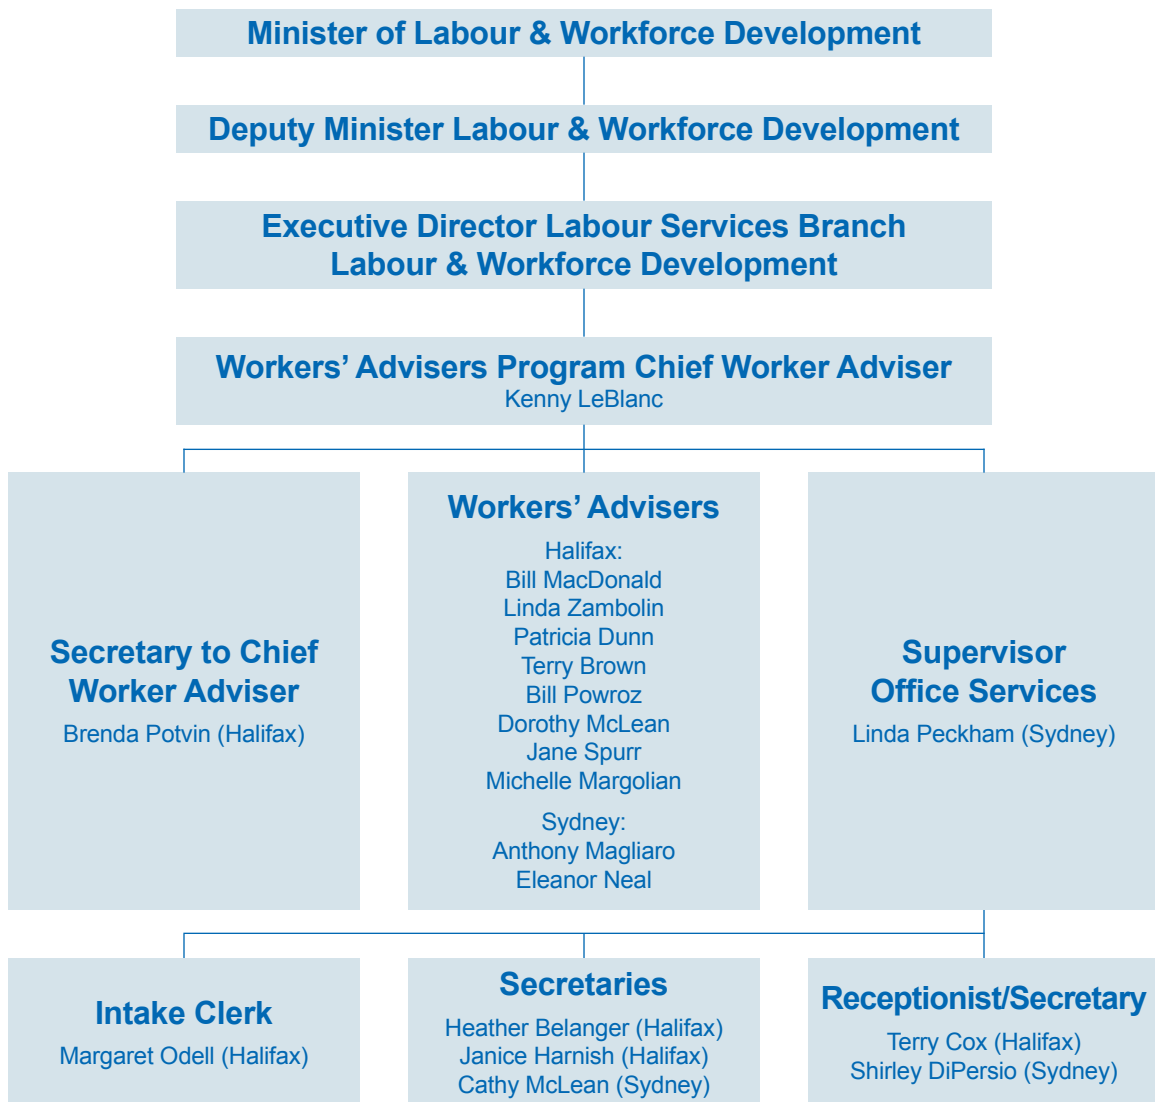 Minister of Labour & Workforce Development
Deputy Minister Labour & Workforce Development
Executive Director Labour Services Branch
Labour & Workforce Development
Workers’ Advisers Program Chief Worker Adviser
Kenny LeBlanc
Secretary to Chief
Worker Adviser
Brenda Potvin (Halifax)
Workers’ Advisers
Halifax:
Bill MacDonald
Linda Zambolin
Patricia Dunn
Terry Brown
Bill Powroz
Dorothy McLean
Jane Spurr
Michelle Margolian
Sydney:
Anthony Magliaro
Eleanor Neal
Supervisor
Office Services
Linda Peckham (Sydney)
Intake Clerk
Margaret Odell (Halifax)
Secretaries
Heather Belanger (Halifax)
Janice Harnish (Halifax)
Cathy McLean (Sydney)
Receptionist/Secretary
Terry Cox (Halifax)
Shirley DiPersio (Sydney)